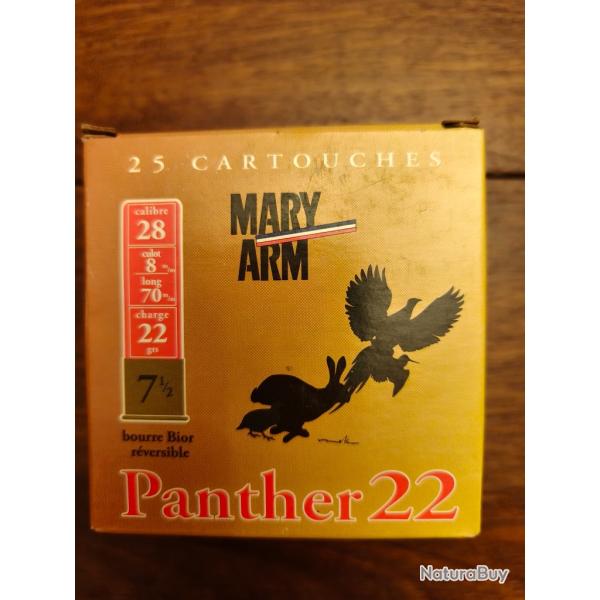 25 CARTOUCHES
MARY
ARM
calibre
28
culot
8 m/m
long
70 m/m
charge
22
grs
7 ½
bourre Bior
réversible
Panther 22
NaturaBuy